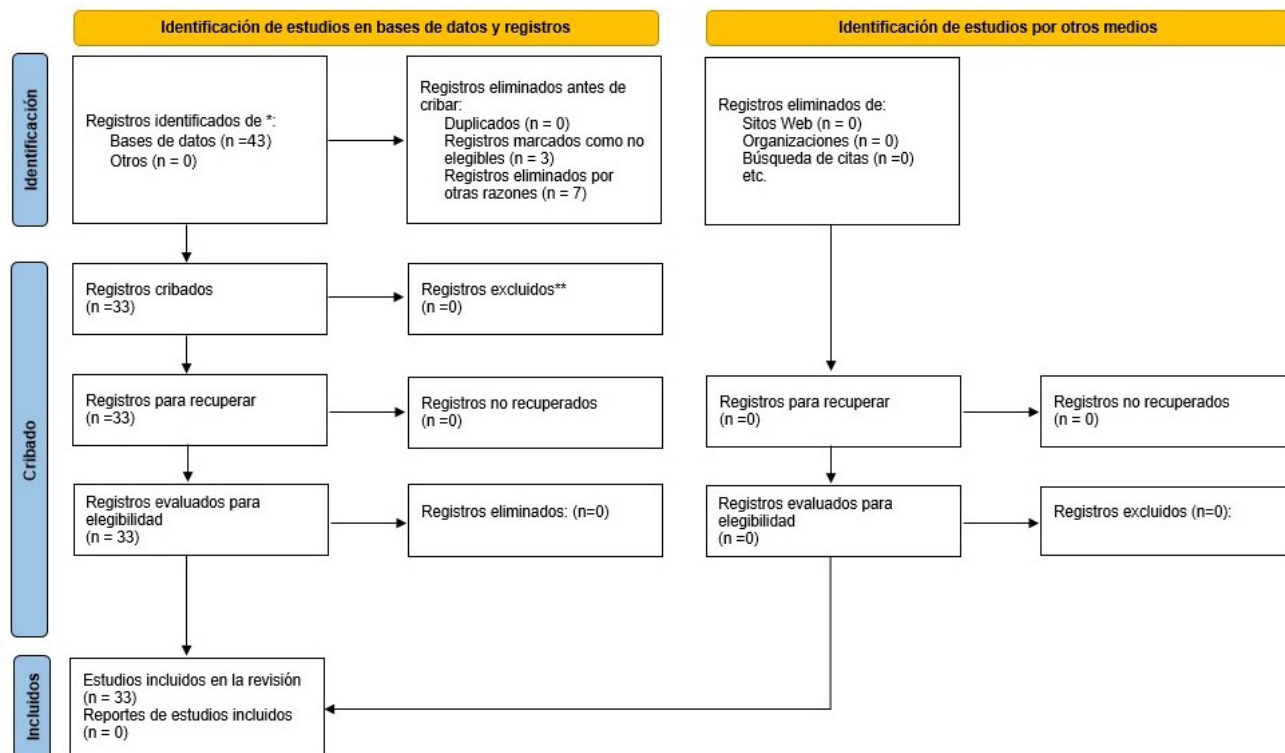 Identificación de estudios en bases de datos y registros
Identificación de estudios por otros medios
Identificación
Registros identificados de *:
Bases de datos (n =43)
Otros (n = 0)
Registros eliminados antes de
cribar:
Duplicados (n = 0)
Registros marcados como no
elegibles (n = 3)
Registros eliminados por
otras razones (n = 7)
Registros eliminados de:
Sitos Web (n = 0)
Organizaciones (n = 0)
Búsqueda de citas (n =0)
etc.
Cribado
Registros cribados
(n =33)
Registros excluidos**
(n =0)
Registros para recuperar
(n =33)
Registros no recuperados
(n =0)
Registros para recuperar
(n =0)
Registros no recuperados
(n = 0)
Registros evaluados para
elegibilidad
(n = 33)
Registros eliminados: (n=0)
Registros evaluados para
elegibilidad
(n =0)
Registros excluidos (n=0):
Incluidos
Estudios incluidos en la revisión
(n = 33)
Reportes de estudios incluidos
(n = 0)